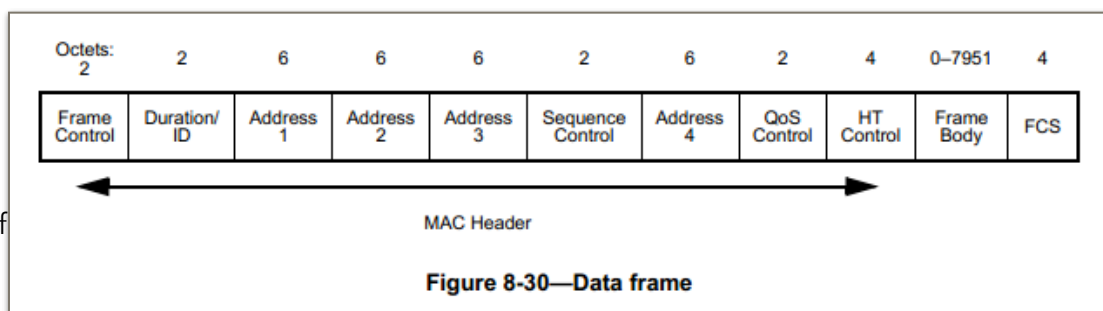 Octets:
2 2 6 6 6 2 6 2 4 0–7951 4
Frame Control Duration/ ID Address 1 Address 2 Address 3 Sequence Control Address 4 QoS Control HT Control Frame Body FCS
MAC Header
f
Figure 8-30—Data frame